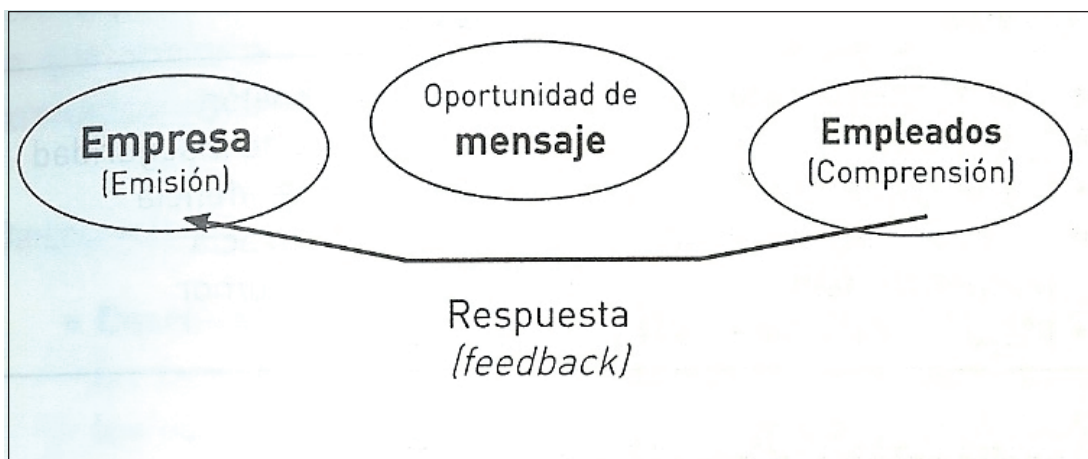 Empresa
(Emisión)
Oportunidad de
mensaje
Empleados
(Comprensión)
Respuesta
(feedback)